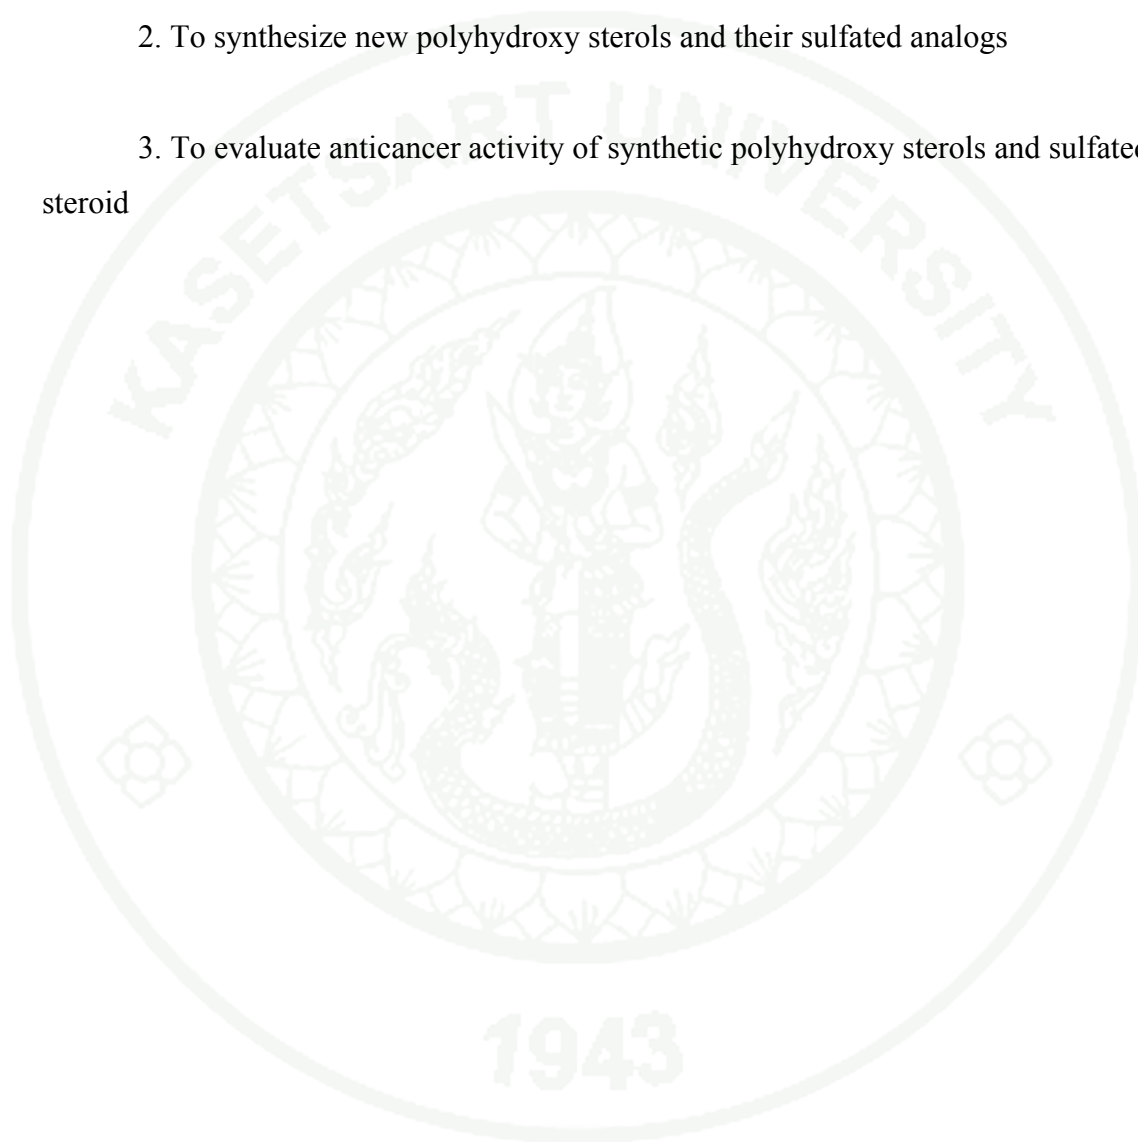 2. To synthesize new polyhydroxy sterols and their sulfated analogs
3. To evaluate anticancer activity of synthetic polyhydroxy sterols and sulfated
steroid
KASETSART UNIVERSITY
1943